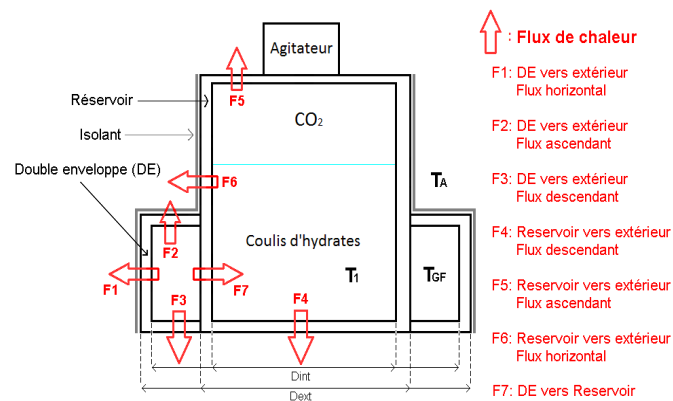 Agitateur
: Flux de chaleur
F5
Réservoir
CO2
Isolant
Double enveloppe (DE)
F6
TA
F2
Coulis d'hydrates
F1
F7
T1
TGF
F3
F4
Dint
Dext
F1: DE vers extérieur
Flux horizontal
F2: DE vers extérieur
Flux ascendant
F3: DE vers extérieur
Flux descendant
F4: Reservoir vers extérieur
Flux descendant
F5: Reservoir vers extérieur
Flux ascendant
F6: Reservoir vers extérieur
Flux horizontal
F7: DE vers Reservoir